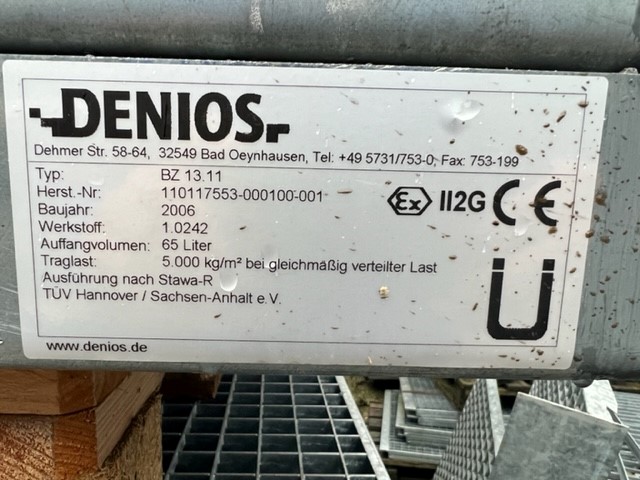 DENIOS
Dehmer Str. 58-64, 32549 Bad Oeynhausen, Tel: +49 5731/753-0, Fax: 753-199
Typ: BZ 13.11
Herst.-Nr: 110117553-000100-001
Baujahr: 2006
Werkstoff: 1.0242
Auffangvolumen: 65 Liter
Traglast: 5.000 kg/m² bei gleichmäßig verteilter Last
Ausführung nach Stawa-R
TÜV Hannover / Sachsen-Anhalt e.V.
Ex II2G CE
Ü
www.denios.de